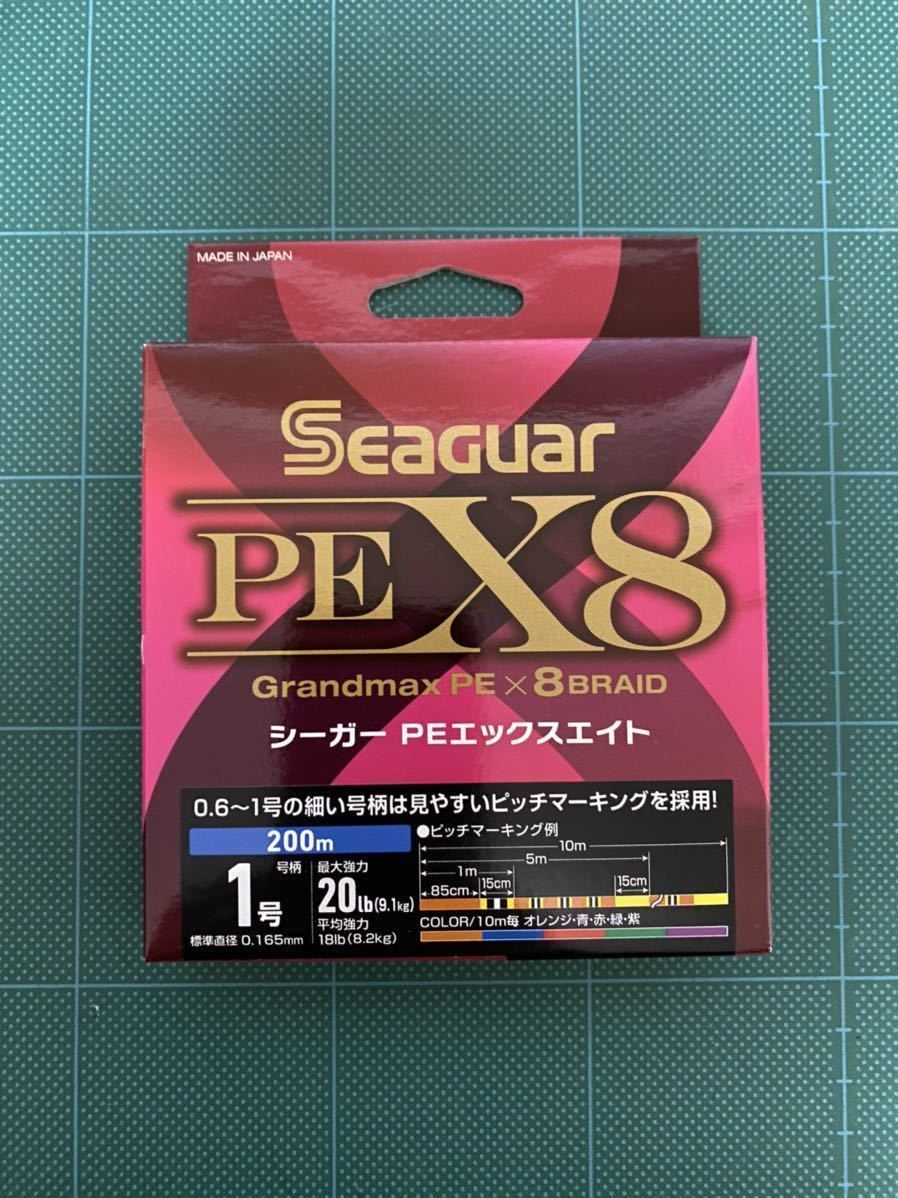 MADE IN JAPAN
Seaguar
PE X8
Grandmax PE × 8 BRAID
シーガー PEエックスエイト
0.6～1号の細い号柄は見やすいピッチマーキングを採用!
200m
号柄
1号
標準直径 0.165mm
最大強力
20lb(9.1kg)
平均強力
18lb(8.2kg)
●ピッチマーキング例
10m
5m
1m
85cm
15cm
15cm
COLOR/10m毎 オレンジ・青・赤・緑・紫